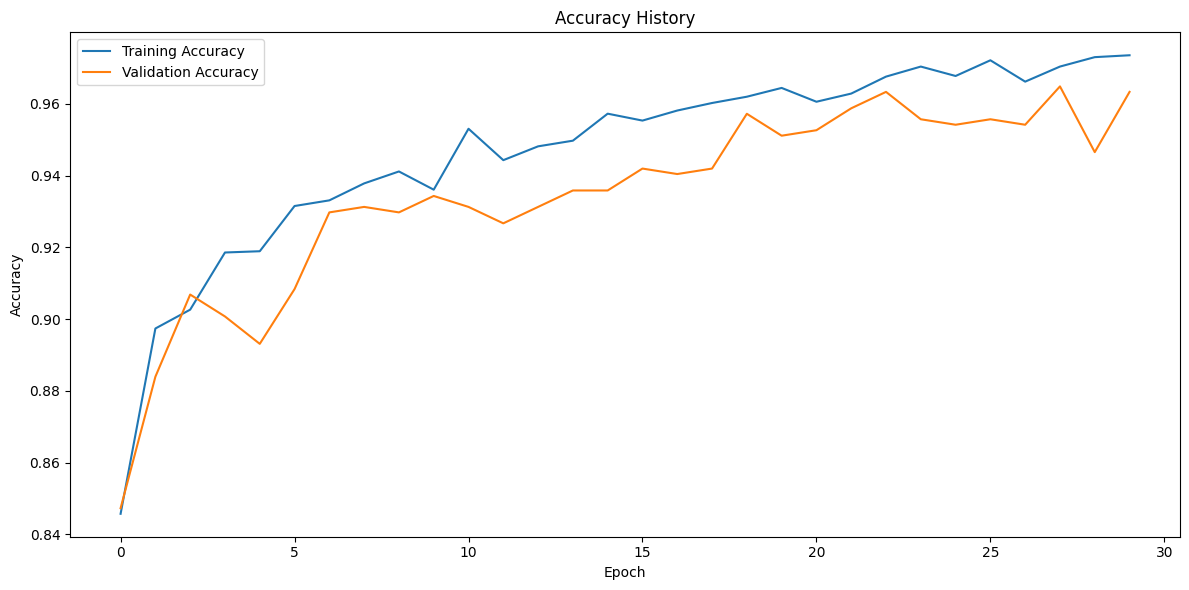 Accuracy History
Training Accuracy
Validation Accuracy
Accuracy
0.96
0.94
0.92
0.90
0.88
0.86
0.84
0 5 10 15 20 25 30
Epoch